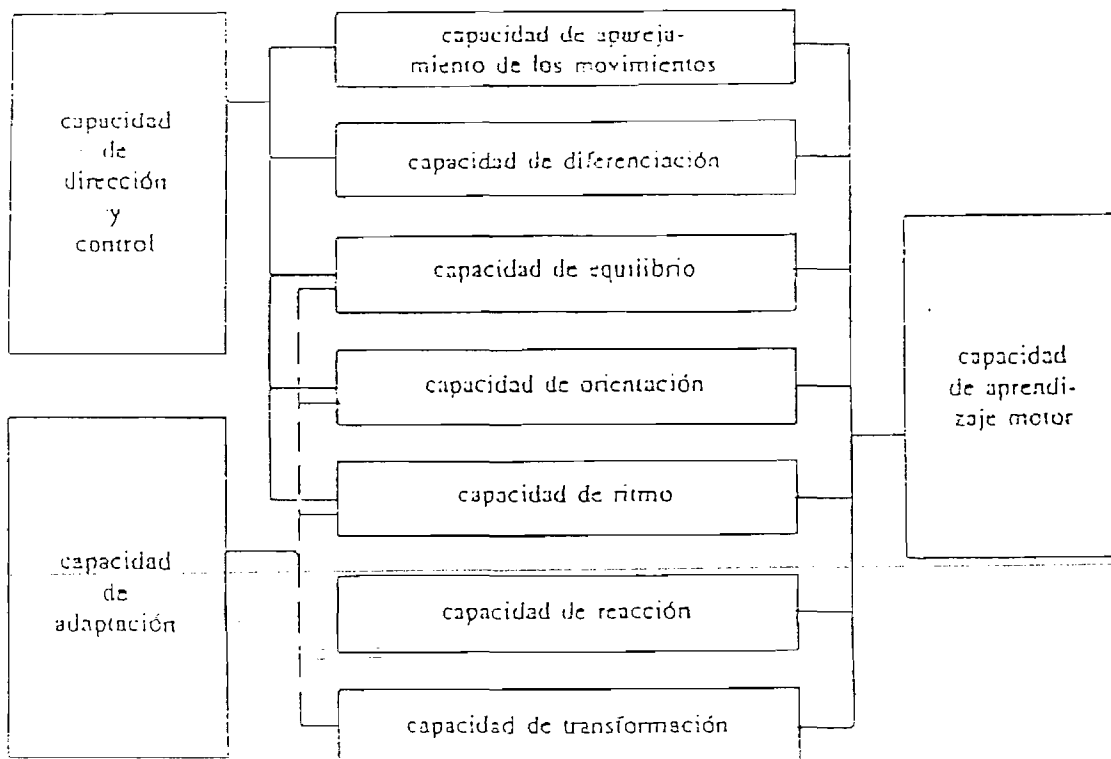 capacidad
de
dirección
y
control
capacidad
de
adaptación
capacidad de apareja-
miento de los movimientos
capacidad de diferenciación
capacidad de equilibrio
capacidad de orientación
capacidad de ritmo
capacidad de reacción
capacidad de transformación
capacidad
de aprendi-
zaje motor